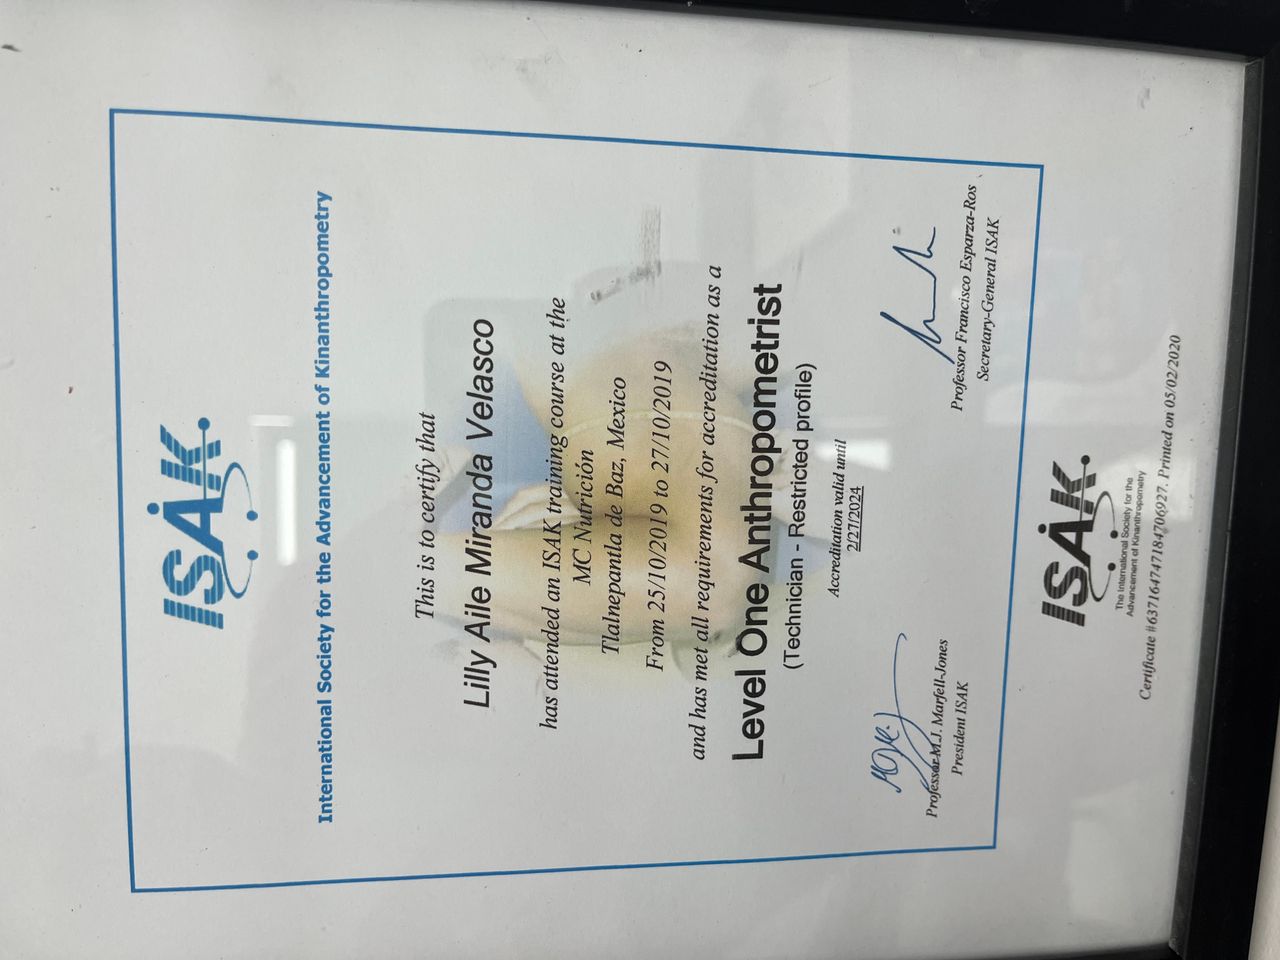 ISAK
International Society for the Advancement of Kinanthropometry
This is to certify that
Lilly Aile Miranda Velasco
has attended an ISAK training course at the
MC Nutrición
Tlalnepantla de Baz, Mexico
From 25/10/2019 to 27/10/2019
and has met all requirements for accreditation as a
Level One Anthropometrist
(Technician - Restricted profile)
Accreditation valid until
2/27/2024
Professor M.J. Marfell-Jones
President ISAK
Professor Francisco Esparza-Ros
Secretary-General ISAK
ISAK
The International Society for the
Advancement of Kinanthropometry
Certificate #637164747184706927. Printed on 05/02/2020